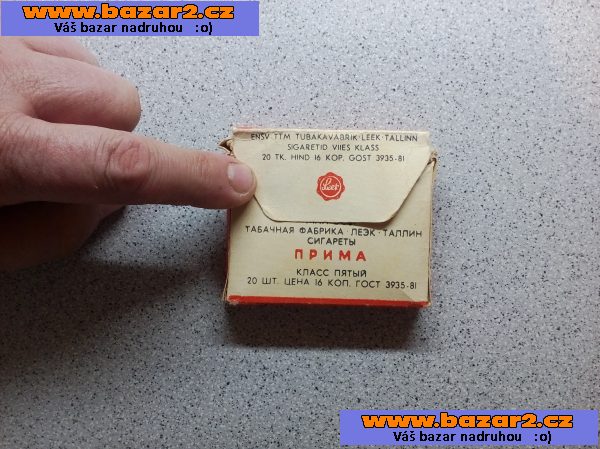 www.bazar2.cz
Váš bazar nadruhou :o)
ENSV TTM TUBAKAVABRIK·LEEK·TALLINN
SIGARETID VIIES KLASS
20 TK. HIND 16 KOP. GOST 3935-81
Leek
ТАБАЧНАЯ ФАБРИКА ЛЕЭК·ТАЛЛИН
СИГАРЕТЫ
ПРИМА
КЛАСС ПЯТЫЙ
20 ШТ. ЦЕНА 16 КОП. ГОСТ 3935-81
www.bazar2.cz
Váš bazar nadruhou :o)